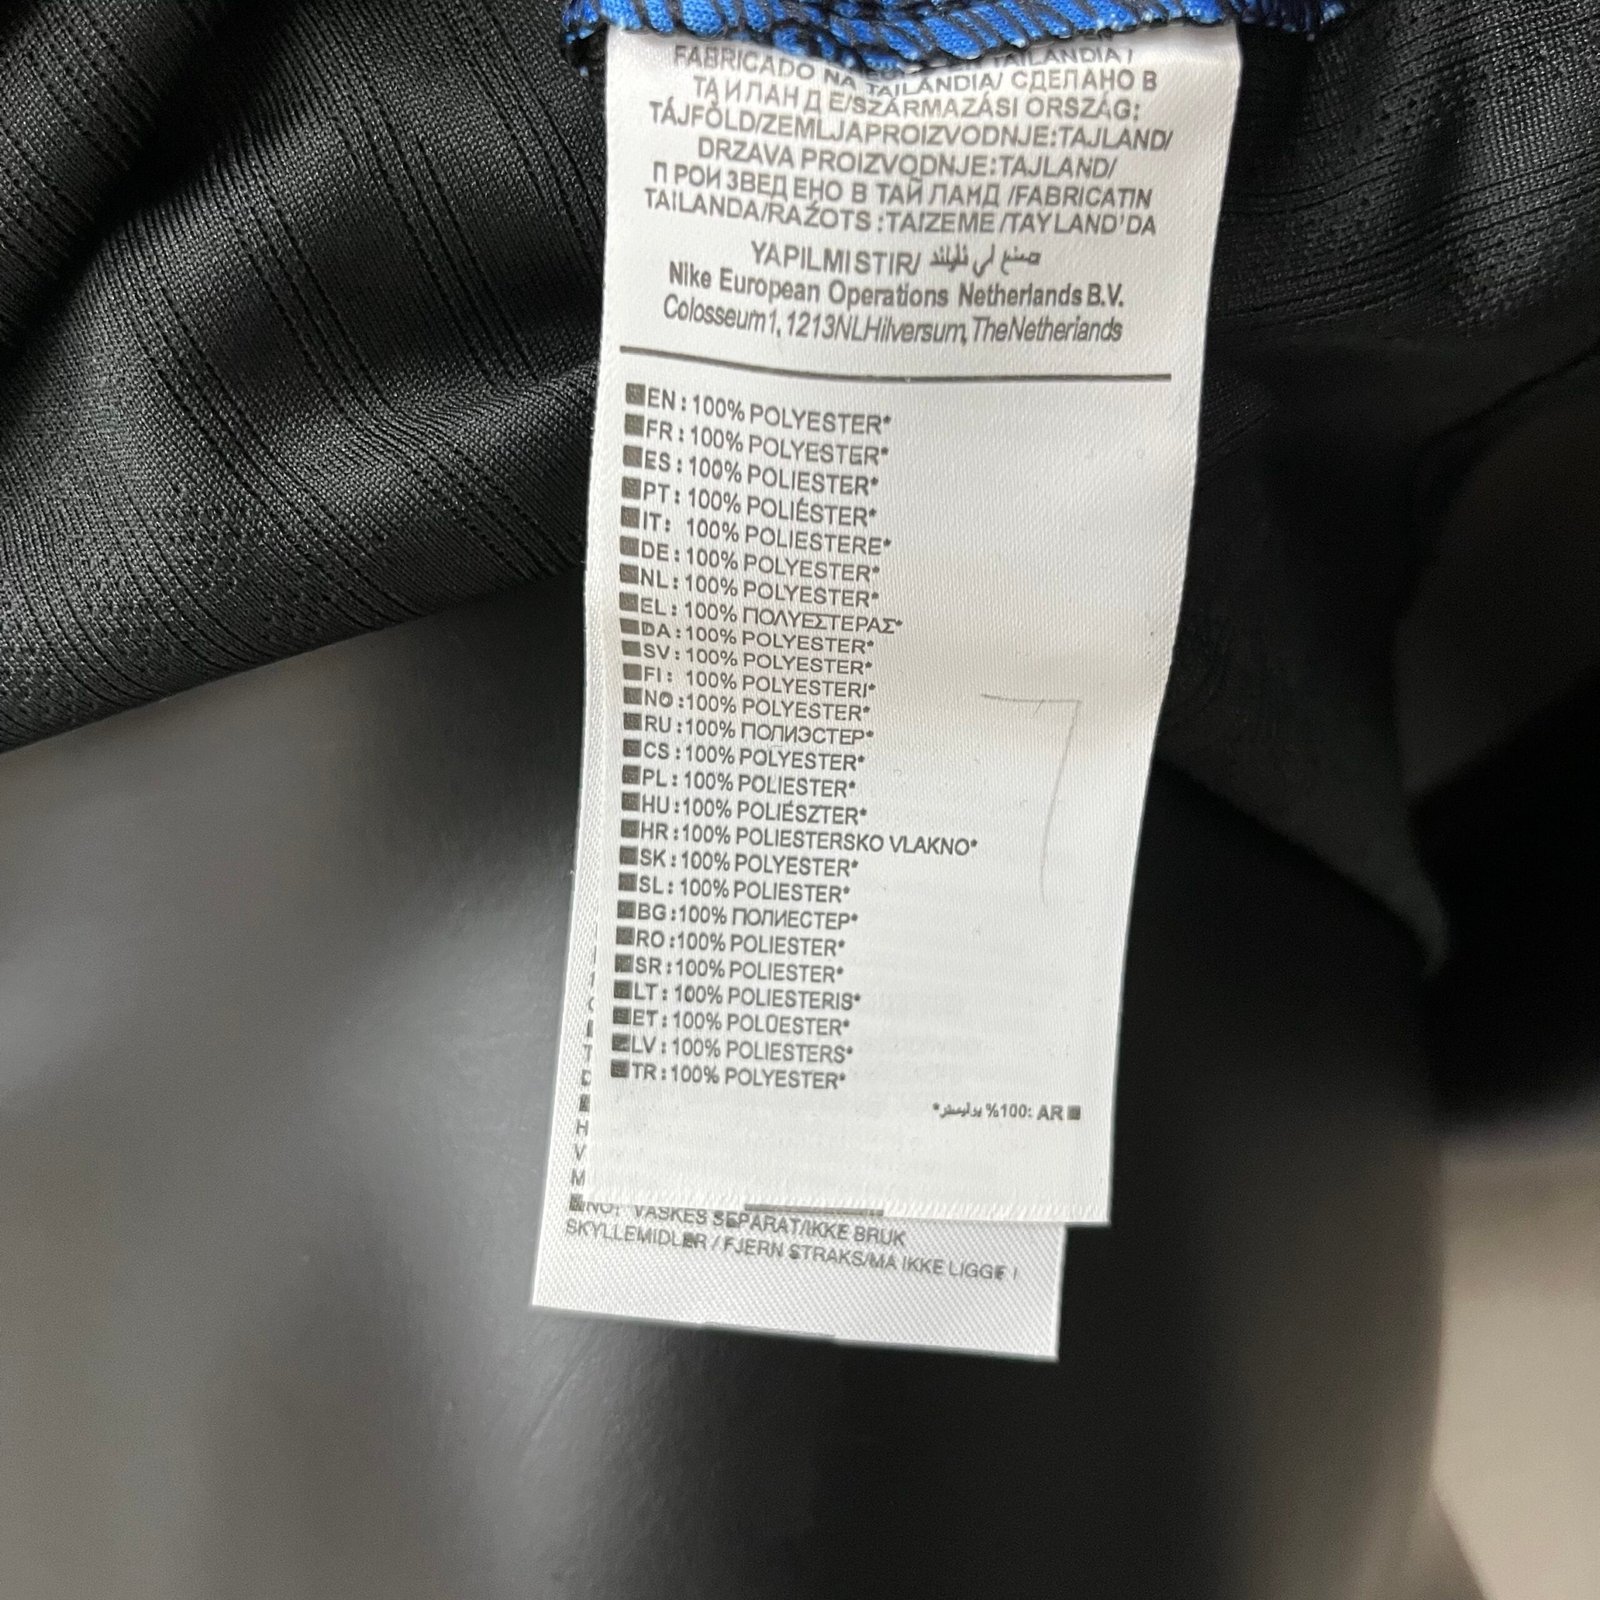 TAILANDIA/
FABRICADO NA TAILANDIA/ СДЕЛАНО В
ТАИЛАНДЕ/SZÁRMAZÁSI ORSZÁG:
TÁJFÖLD/ZEMLJAPROIZVODNJE:TAJLAND/
DRZAVA PROIZVODNJE:TAJLAND/
ПРОИЗВЕДЕНО В ТАЙЛАНД /FABRICATIN
TAILANDA/RAŽOTS :TAIZEME/TAYLAND'DA
YAPILMISTIR/ صنع لي تايلند
Nike European Operations Netherlands B.V.
Colosseum1, 1213NLHilversum, TheNetherlands
EN : 100% POLYESTER*
FR : 100% POLYESTER*
ES : 100% POLIESTER*
PT : 100% POLIÉSTER*
IT: 100% POLIESTERE*
DE : 100% POLYESTER*
NL : 100% POLYESTER*
EL : 100% ΠΟΛΥΕΣΤΕΡΑΣ*
DA : 100% POLYESTER*
SV : 100% POLYESTER*
FI : 100% POLYESTERI*
NO :100% POLYESTER*
RU : 100% ПОЛИЭСТЕР*
CS : 100% POLYESTER*
PL : 100% POLIESTER*
HU :100% POLIÉSZTER*
HR :100% POLIESTERSKO VLAKNO*
SK : 100% POLYESTER*
SL : 100% POLIESTER*
BG :100% ПОЛИЕСТЕР*
RO :100% POLIESTER*
SR :100% POLIESTER*
LT : 100% POLIESTERIS*
ET : 100% POLÜESTER*
LV : 100% POLIESTERS*
TR :100% POLYESTER*
*بوليستر %100: AR
7
H
V
M
NO: VASKES SEPARAT/IKKE BRUK
SKYLLEMIDLER / FJERN STRAKS/MA IKKE LIGGE I